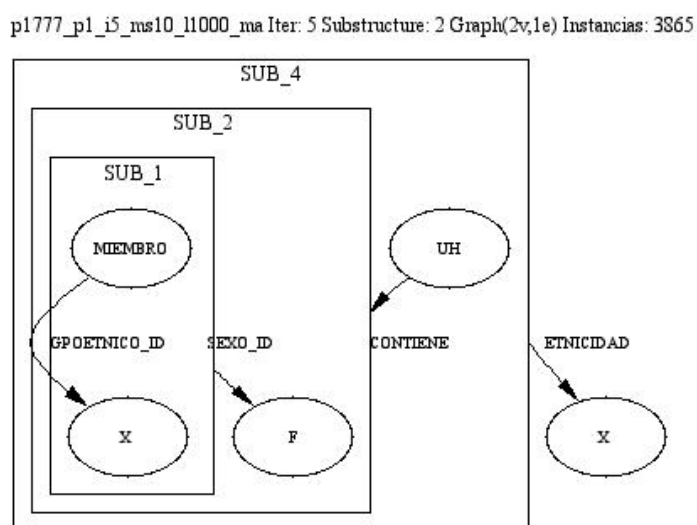 p1777_p1_i5_ms10_l1000_ma Iter: 5 Substructure: 2 Graph(2v,1e) Instancias: 3865
SUB_4
SUB_2
SUB_1
MIEMBRO
UH
GPOETNICO_ID
SEXO_ID
CONTIENE
ETNICIDAD
X
F
X